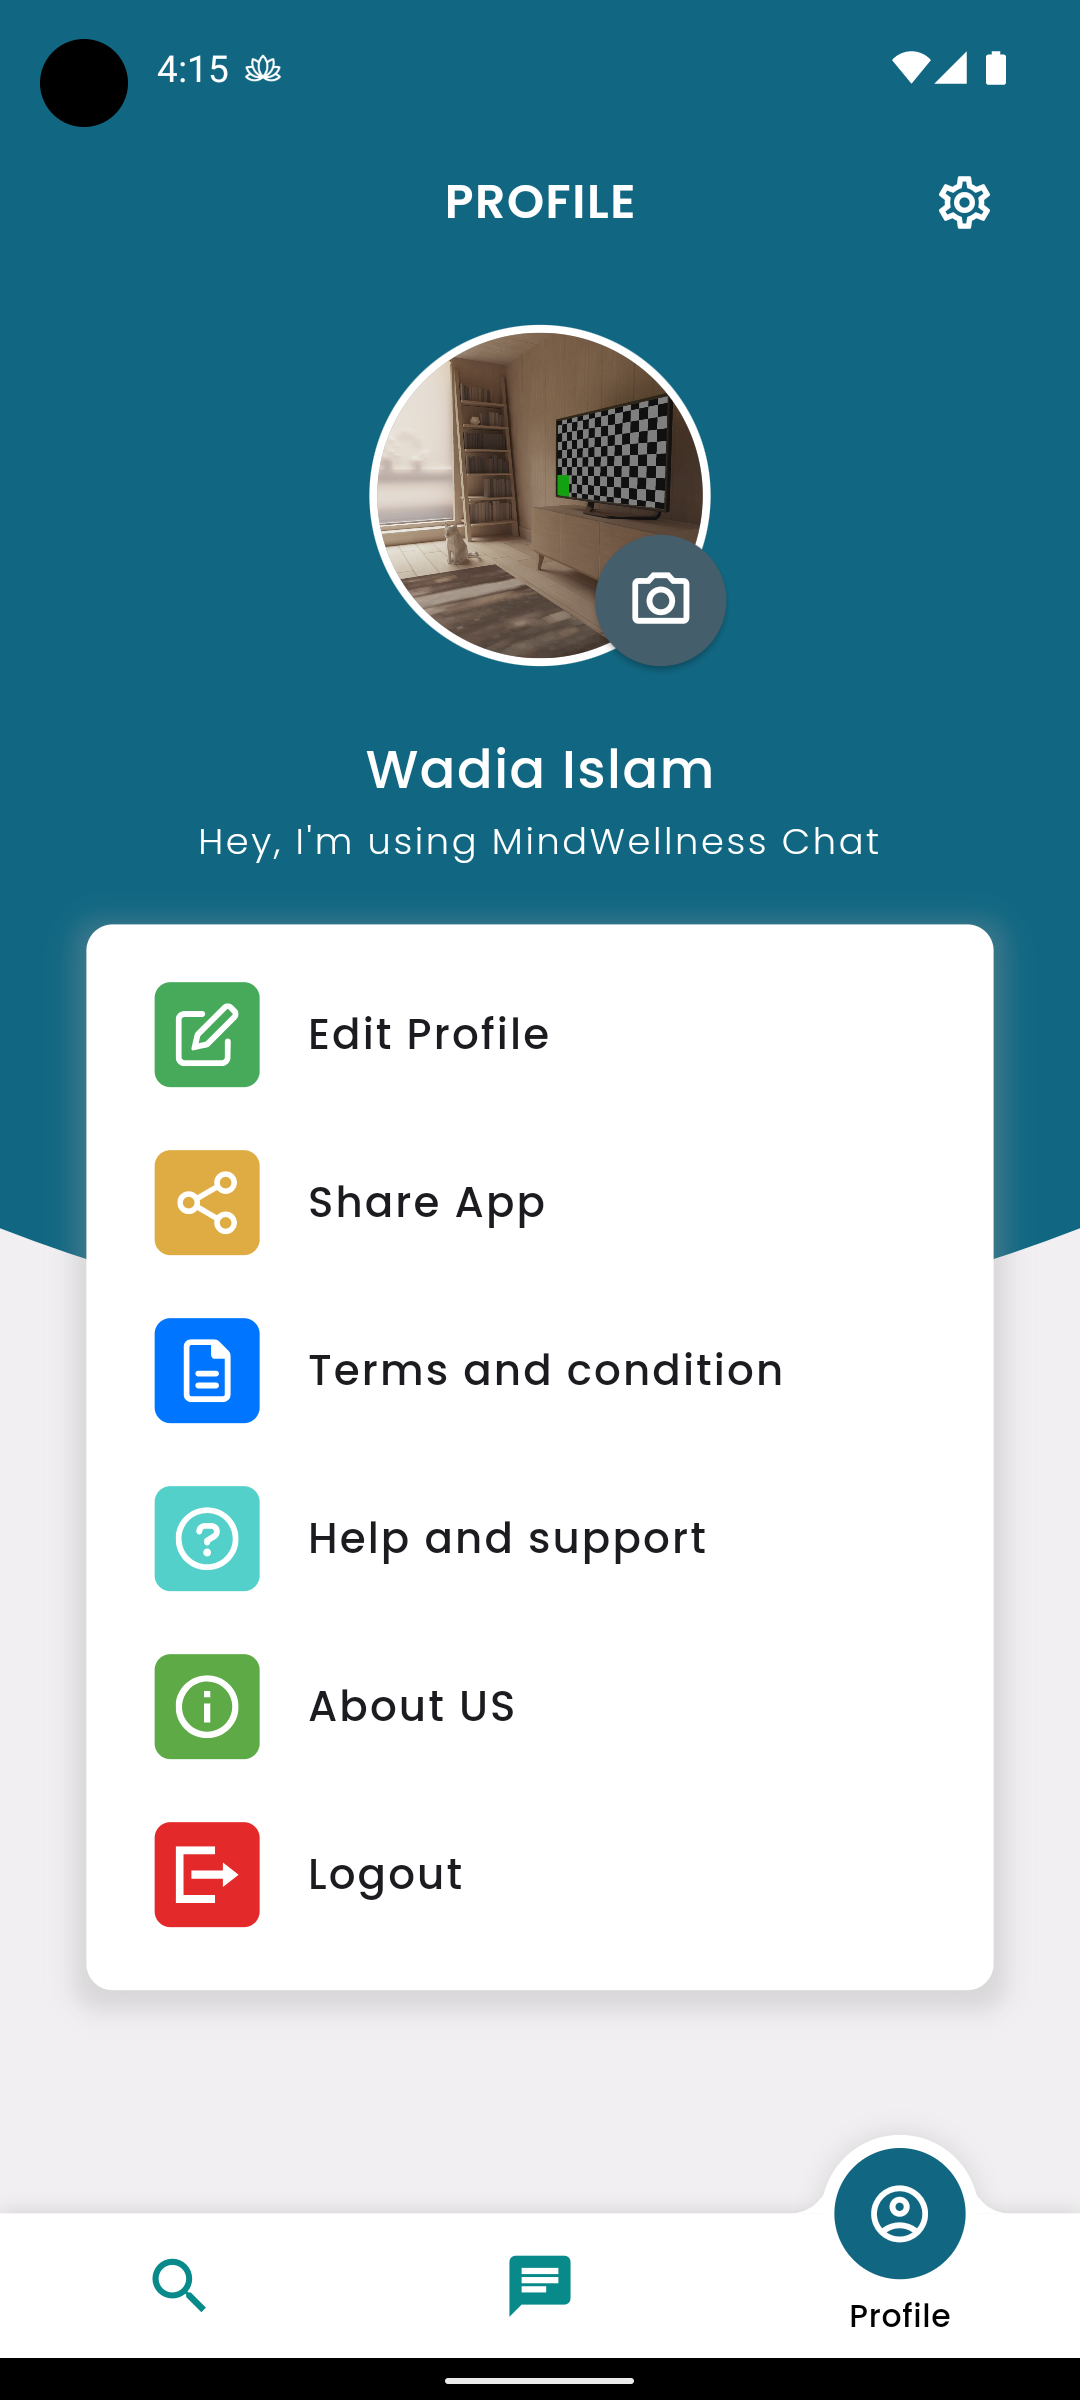 4:15
PROFILE
Wadia Islam
Hey, I'm using MindWellness Chat
Edit Profile
Share App
Terms and condition
Help and support
About US
Logout
Profile